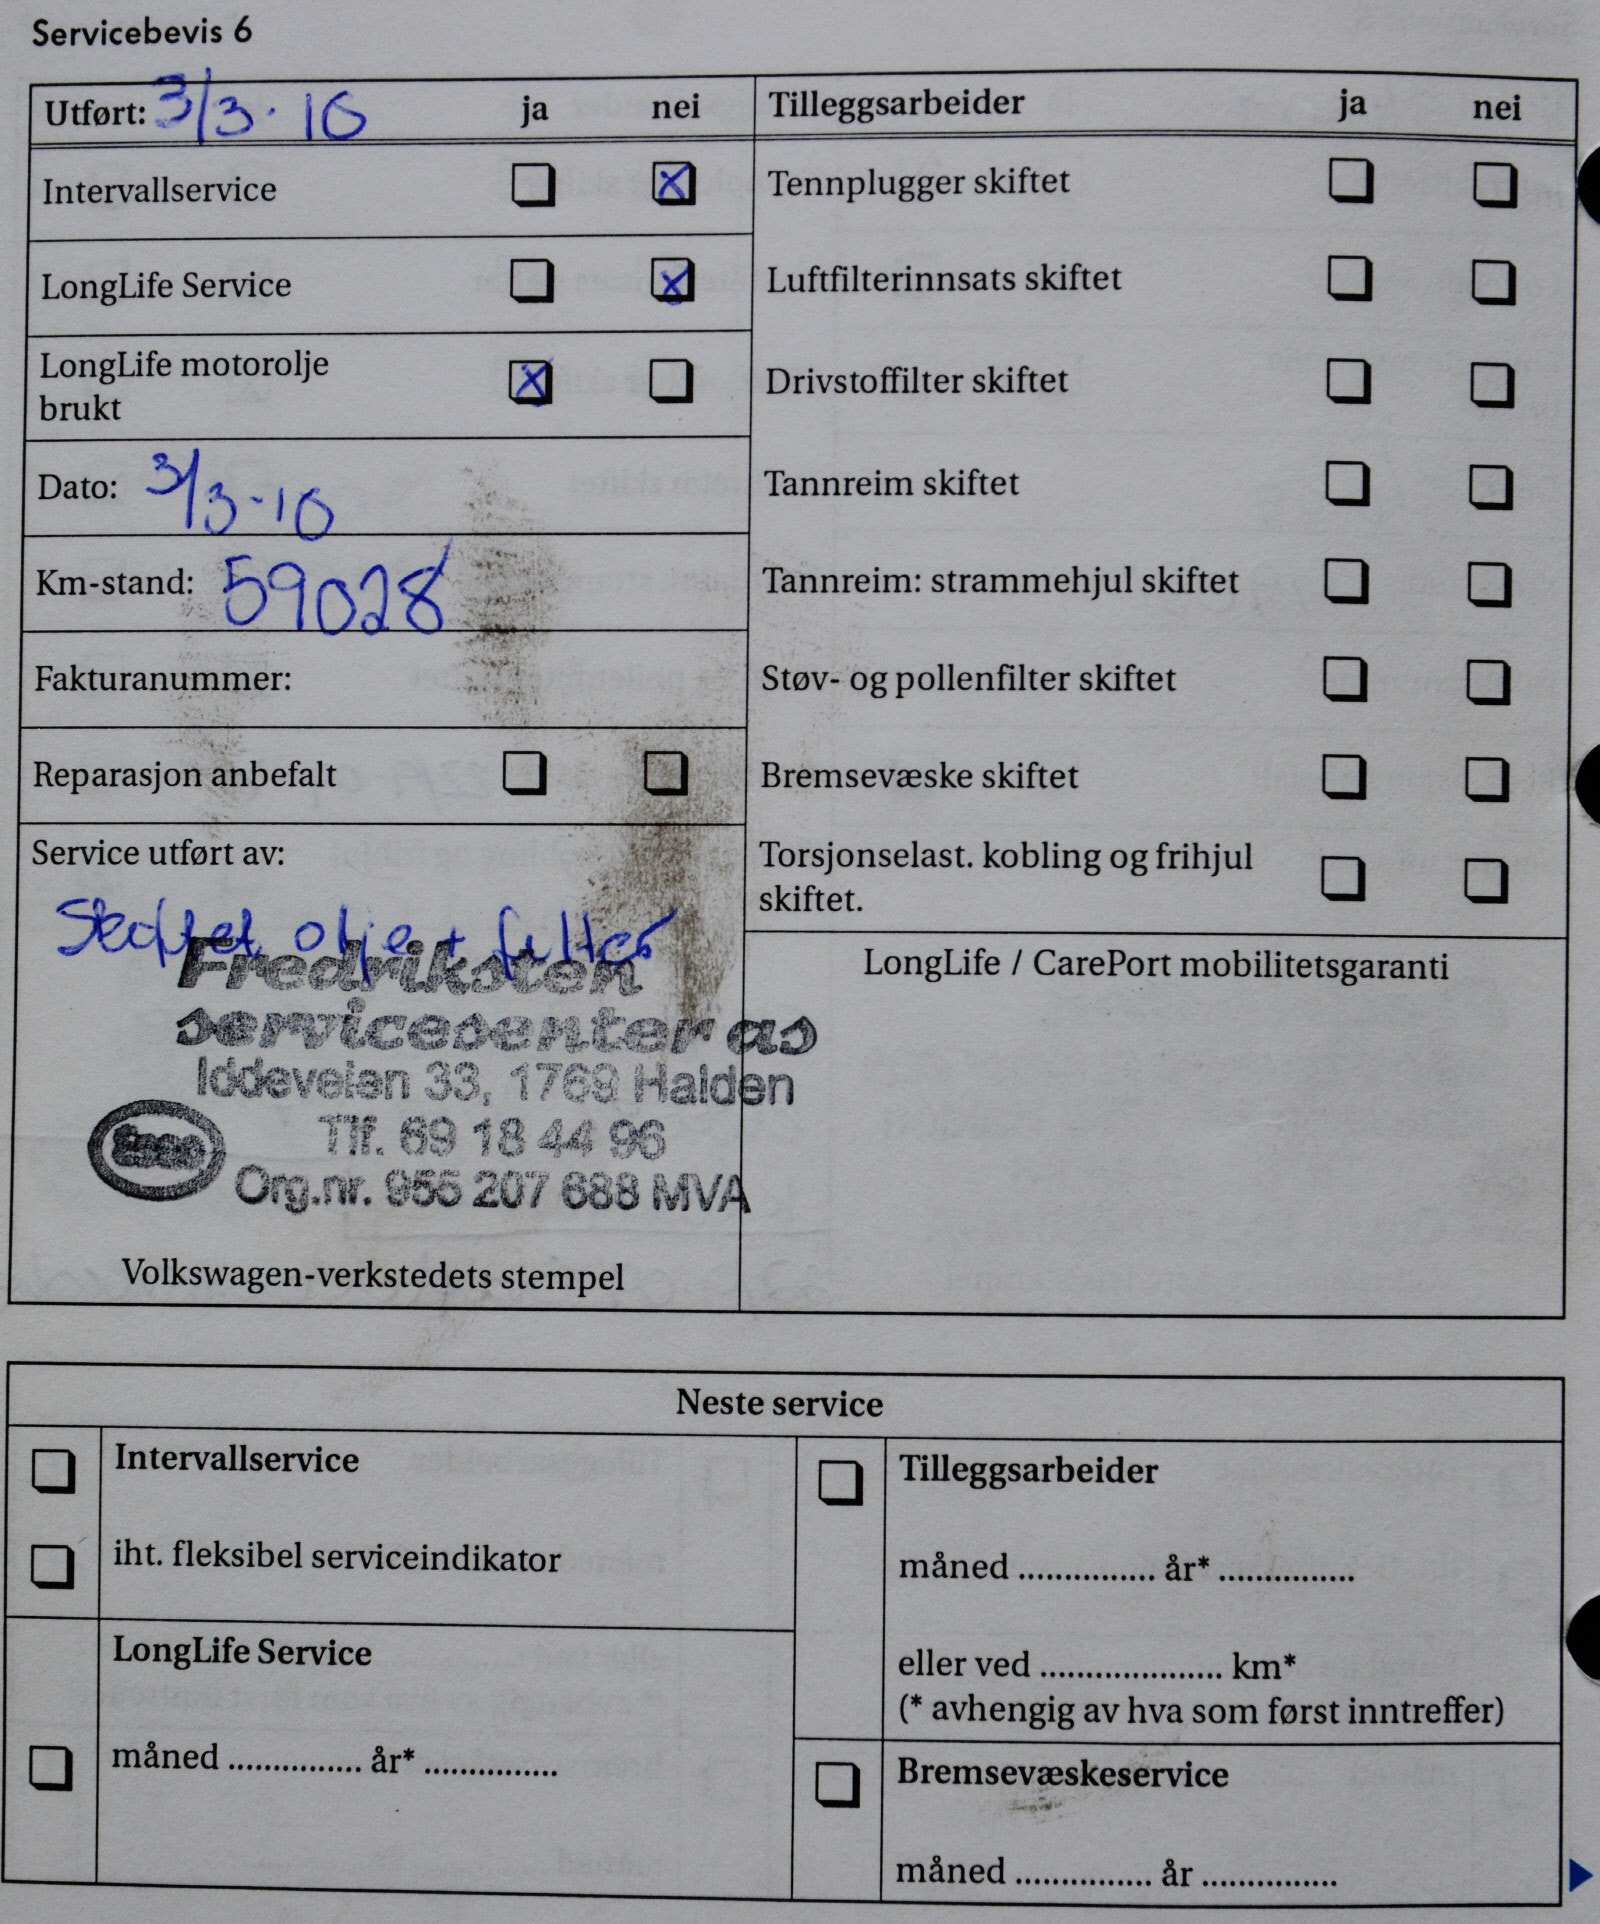 Servicebevis 6
Utført: 3/3·10 ja nei
Intervallservice
LongLife Service
LongLife motorolje
brukt
Dato: 3/3·10
Km-stand: 59028
Fakturanummer:
Reparasjon anbefalt
Service utført av:
olje + filter
Fredriksten
servicesenter as
Iddeveien 33, 1769 Halden
Tlf. 69 18 44 96
Esso
Org.nr. 955 207 688 MVA
Volkswagen-verkstedets stempel
Tilleggsarbeider ja nei
Tennplugger skiftet
Luftfilterinnsats skiftet
Drivstoffilter skiftet
Tannreim skiftet
Tannreim: strammehjul skiftet
Støv- og pollenfilter skiftet
Bremsevæske skiftet
Torsjonselast. kobling og frihjul
skiftet.
LongLife / CarePort mobilitetsgaranti
Neste service
Intervallservice
iht. fleksibel serviceindikator
LongLife Service
måned ............... år* ...............
Tilleggsarbeider
måned ............... år* ...............
eller ved .................... km*
(* avhengig av hva som først inntreffer)
Bremsevæskeservice
måned ............... år ...............